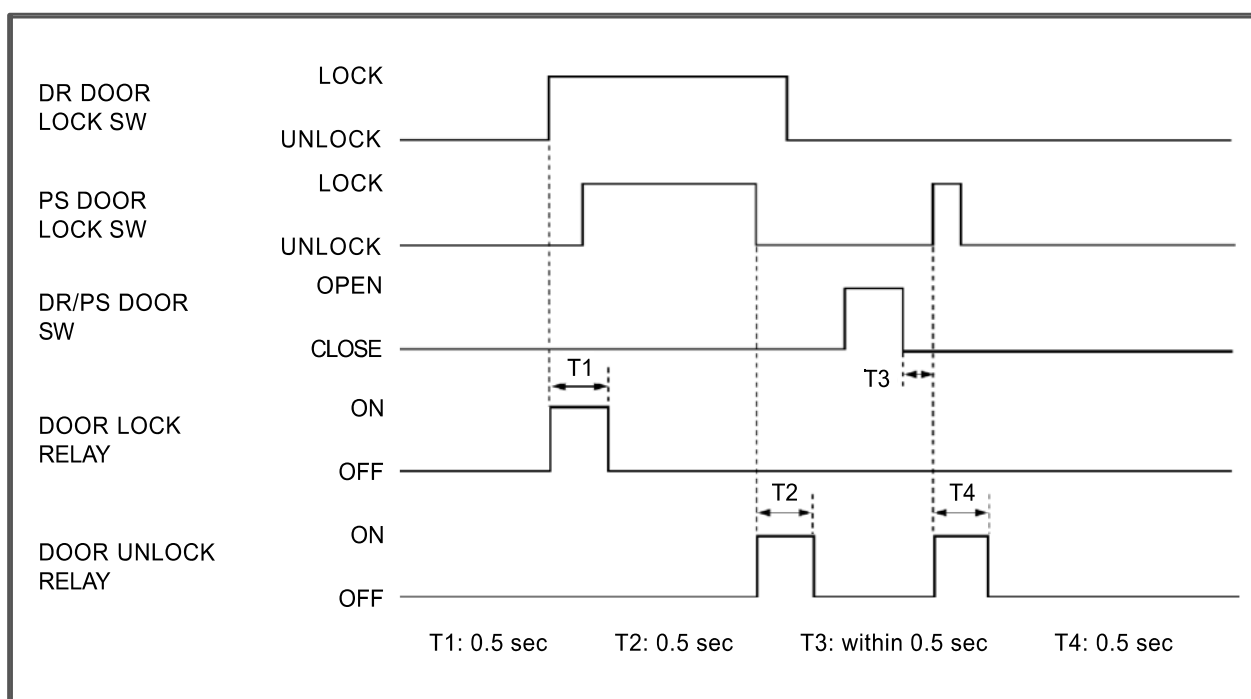 DR DOOR
LOCK SW
LOCK
UNLOCK
PS DOOR
LOCK SW
LOCK
UNLOCK
DR/PS DOOR
SW
OPEN
CLOSE
T1
T3
DOOR LOCK
RELAY
ON
OFF
T2
T4
DOOR UNLOCK
RELAY
ON
OFF
T1: 0.5 sec T2: 0.5 sec T3: within 0.5 sec T4: 0.5 sec